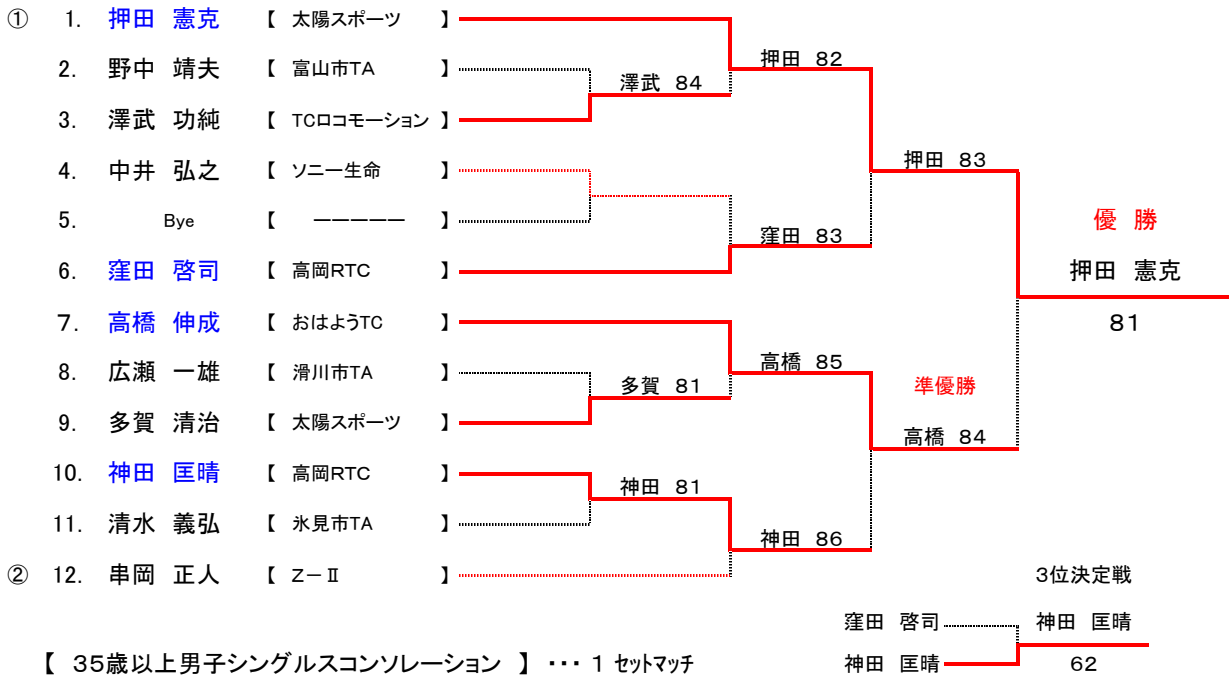 ① 1. 押田 憲克 【 太陽スポーツ 】
押田 82
2. 野中 靖夫 【 富山市TA 】
澤武 84
3. 澤武 功純 【 TCロコモーション 】
押田 83
4. 中井 弘之 【 ソニー生命 】
5. Bye 【 ーーーーー 】
優 勝
窪田 83
6. 窪田 啓司 【 高岡RTC 】
押田 憲克
7. 高橋 伸成 【 おはようTC 】
81
高橋 85
8. 広瀬 一雄 【 滑川市TA 】
多賀 81
準優勝
9. 多賀 清治 【 太陽スポーツ 】
高橋 84
10. 神田 匡晴 【 高岡RTC 】
神田 81
11. 清水 義弘 【 氷見市TA 】
神田 86
② 12. 串岡 正人 【 Z-Ⅱ 】
3位決定戦
窪田 啓司
神田 匡晴
神田 匡晴
62
【 35歳以上男子シングルスコンソレーション 】 ・・・ 1 セットマッチ